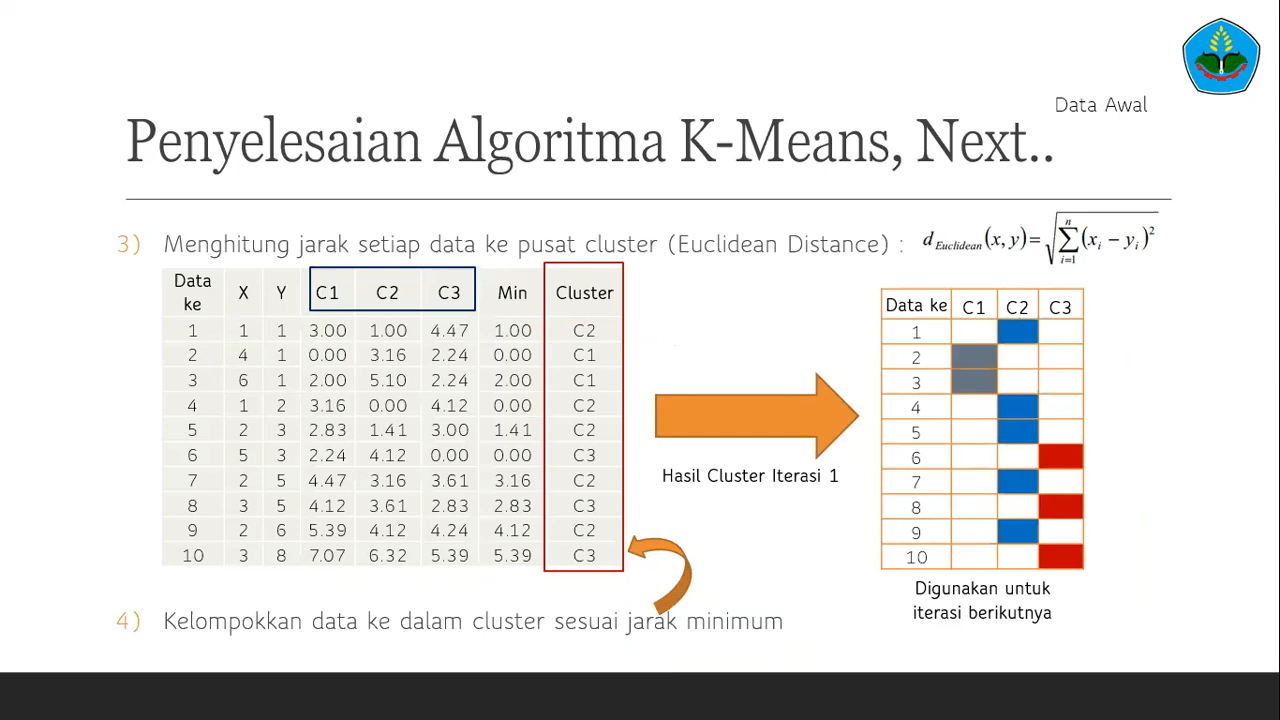 Data Awal
Penyelesaian Algoritma K-Means, Next..
3) Menghitung jarak setiap data ke pusat cluster (Euclidean Distance) :
d Euclidean (x, y) = √ n ∑ i=1 (x i − y i)²
Data ke X Y C1 C2 C3 Min Cluster
1 1 1 3.00 1.00 4.47 1.00 C2
2 4 1 0.00 3.16 2.24 0.00 C1
3 6 1 2.00 5.10 2.24 2.00 C1
4 1 2 3.16 0.00 4.12 0.00 C2
5 2 3 2.83 1.41 3.00 1.41 C2
6 5 3 2.24 4.12 0.00 0.00 C3
7 2 5 4.47 3.16 3.61 3.16 C2
8 3 5 4.12 3.61 2.83 2.83 C3
9 2 6 5.39 4.12 4.24 4.12 C2
10 3 8 7.07 6.32 5.39 5.39 C3
Hasil Cluster Iterasi 1
Data ke C1 C2 C3
1
2
3
4
5
6
7
8
9
10
Digunakan untuk
iterasi berikutnya
4) Kelompokkan data ke dalam cluster sesuai jarak minimum